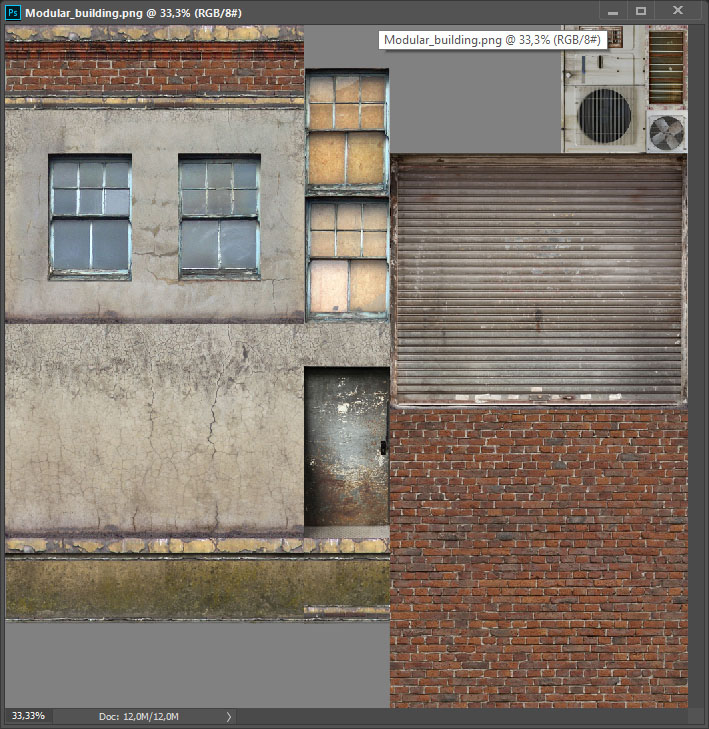 Ps Modular_building.png @ 33,3% (RGB/8#)
Modular_building.png @ 33,3% (RGB/8#)
33,33% Doc: 12,0M/12,0M